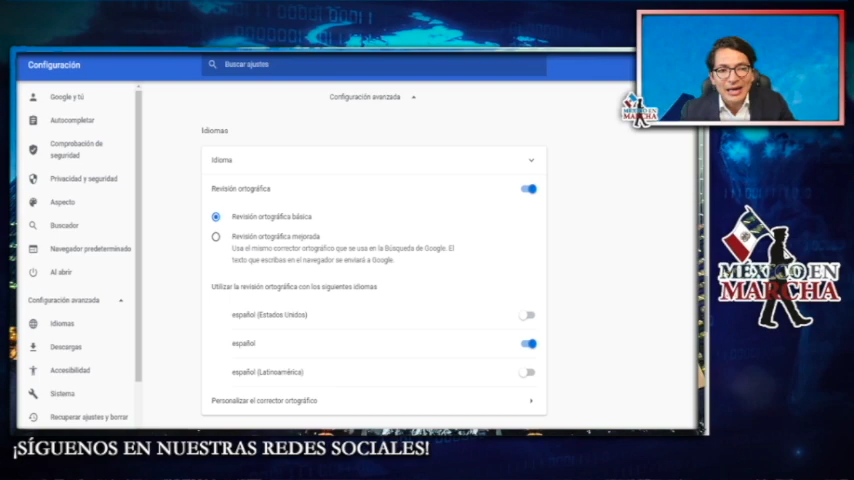 Configuración
Buscar ajustes
Google y tú
Autocompletar
Comprobación de
seguridad
Privacidad y seguridad
Aspecto
Buscador
Navegador predeterminado
Al abrir
Configuración avanzada
Idiomas
Descargas
Accesibilidad
Sistema
Recuperar ajustes y borrar
Configuración avanzada
Idiomas
Idioma
Revisión ortográfica
Revisión ortográfica básica
Revisión ortográfica mejorada
Usa el mismo corrector ortográfico que se usa en la Búsqueda de Google. El
texto que escribas en el navegador se enviará a Google.
Utilizar la revisión ortográfica con los siguientes idiomas
español (Estados Unidos)
español
español (Latinoamérica)
Personalizar el corrector ortográfico
MÉXICO EN
MARCHA
MÉXICO EN
MARCHA
¡SÍGUENOS EN NUESTRAS REDES SOCIALES!